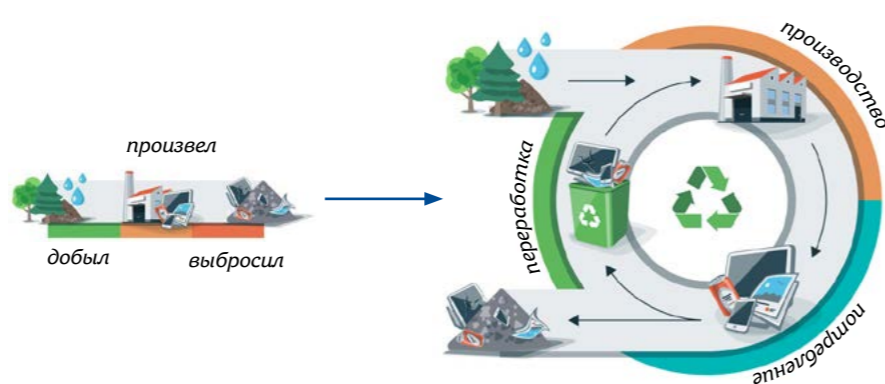 произвел
добыл
выбросил
производство
переработка
потребление